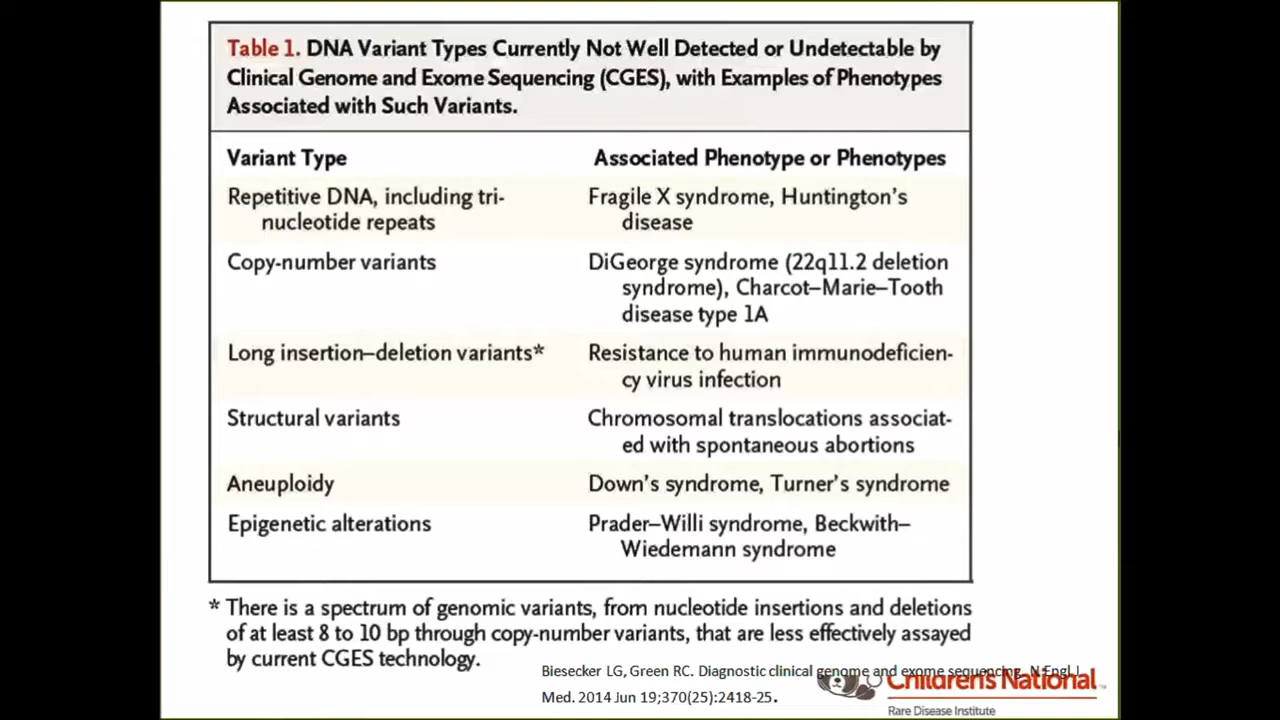 Table 1. DNA Variant Types Currently Not Well Detected or Undetectable by
Clinical Genome and Exome Sequencing (CGES), with Examples of Phenotypes
Associated with Such Variants.
Variant Type
Associated Phenotype or Phenotypes
Repetitive DNA, including tri-
nucleotide repeats
Fragile X syndrome, Huntington's
disease
Copy-number variants
DiGeorge syndrome (22q11.2 deletion
syndrome), Charcot–Marie–Tooth
disease type 1A
Long insertion–deletion variants*
Resistance to human immunodeficien-
cy virus infection
Structural variants
Chromosomal translocations associat-
ed with spontaneous abortions
Aneuploidy
Down's syndrome, Turner's syndrome
Epigenetic alterations
Prader–Willi syndrome, Beckwith–
Wiedemann syndrome
* There is a spectrum of genomic variants, from nucleotide insertions and deletions
of at least 8 to 10 bp through copy-number variants, that are less effectively assayed
by current CGES technology.
Biesecker LG, Green RC. Diagnostic clinical genome and exome sequencing. N Engl J
Med. 2014 Jun 19;370(25):2418-25.
Children's National
Rare Disease Institute